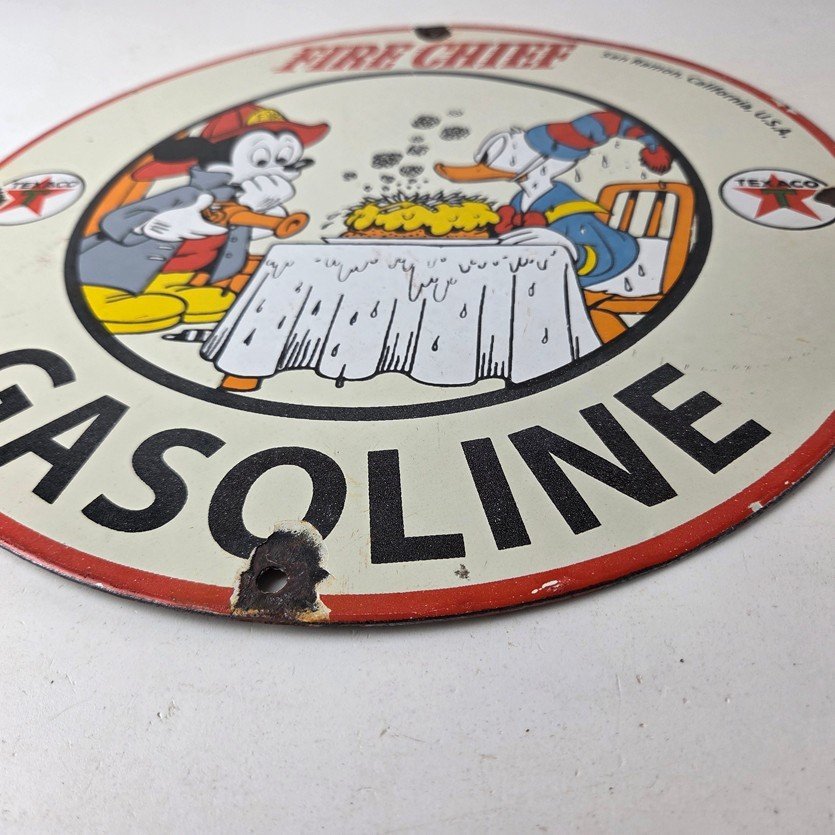 FIRE CHIEF
San Ramon, California, U.S.A.
TEXACO
T
TEXACO
T
GASOLINE